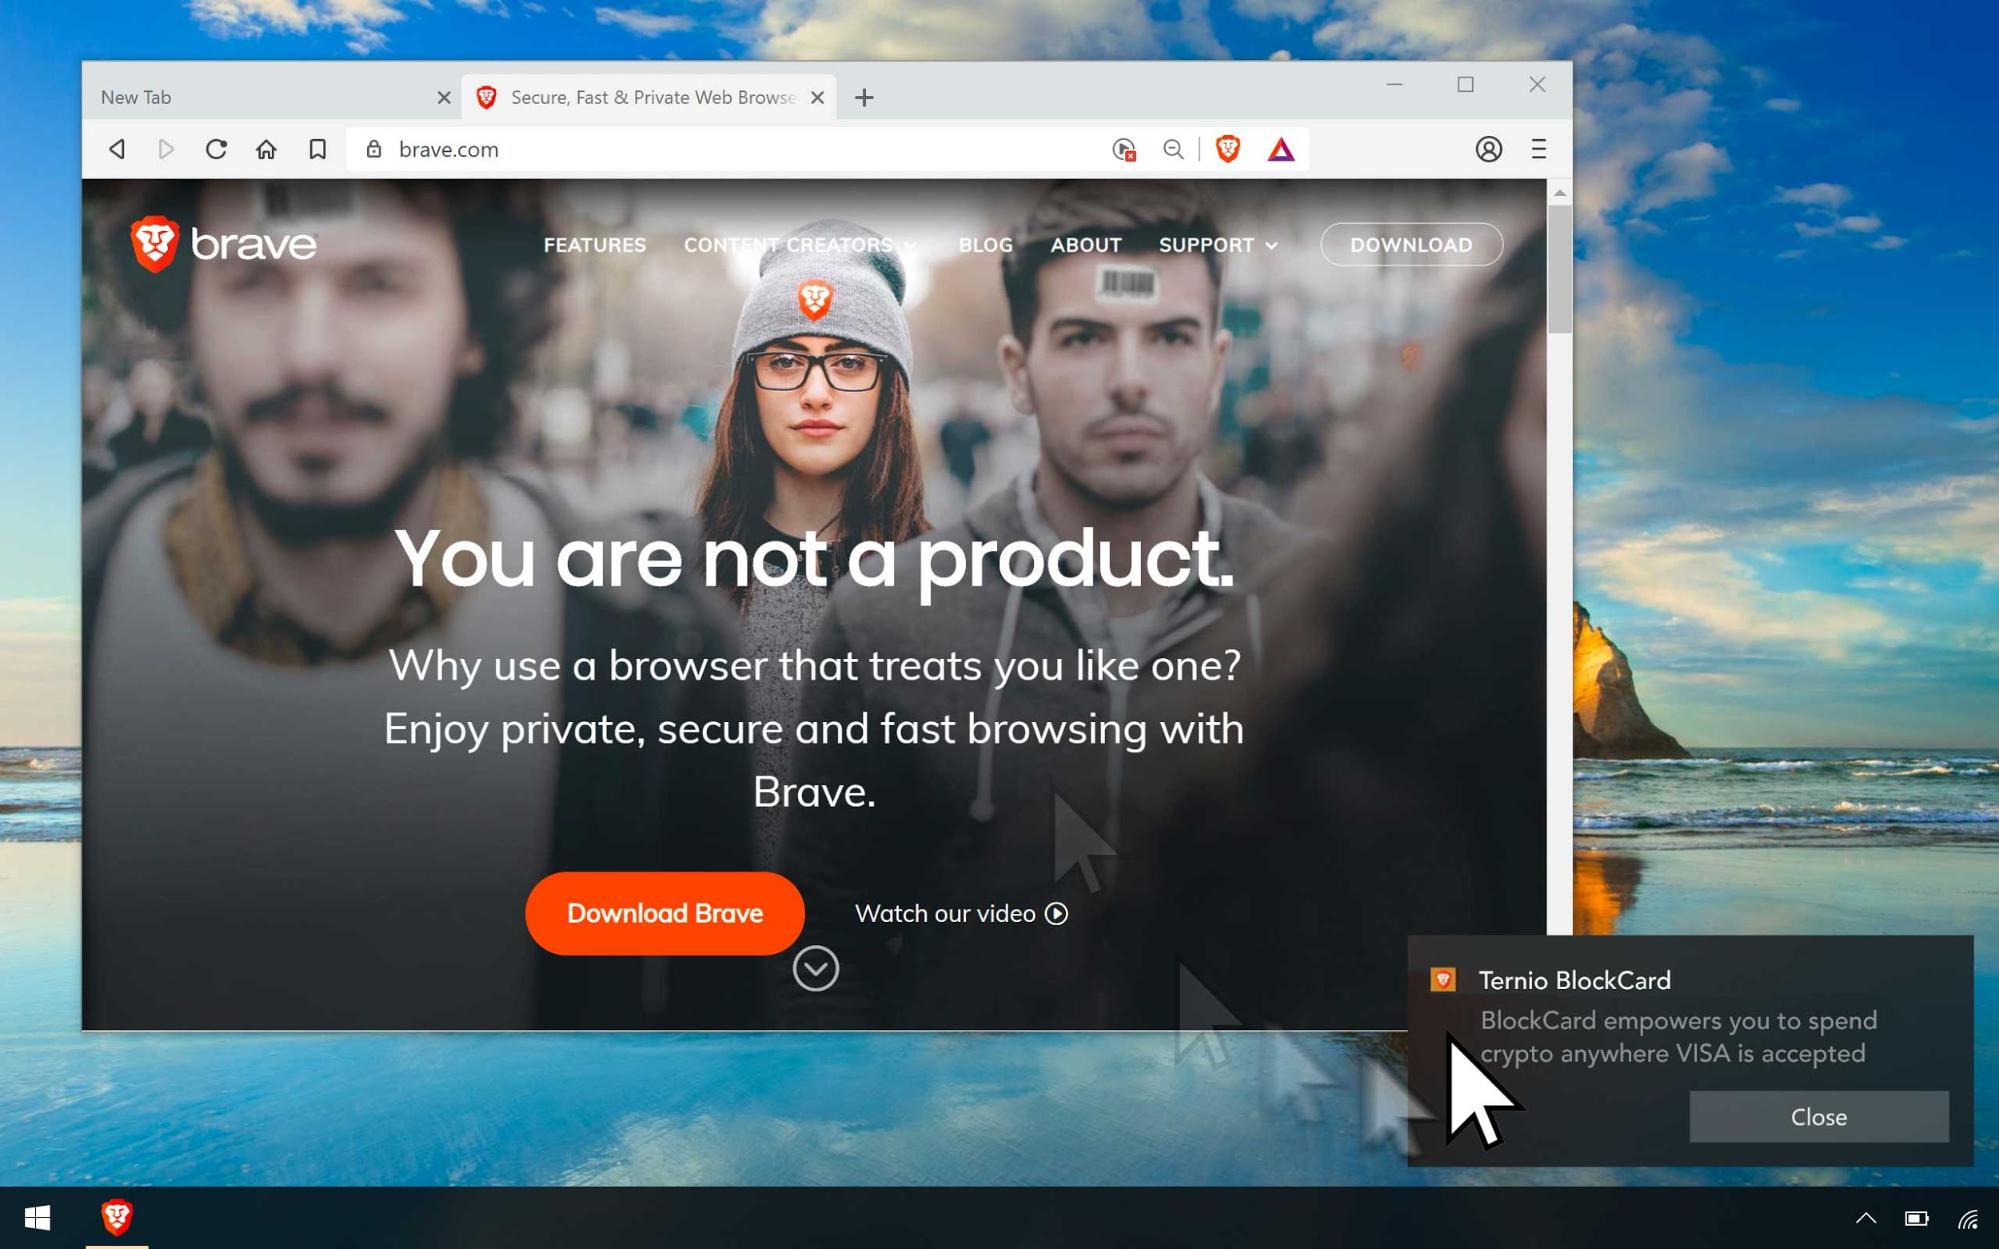 New Tab
Secure, Fast & Private Web Browse
brave.com
brave
FEATURES
CONTENT CREATORS
BLOG
ABOUT
SUPPORT
DOWNLOAD
You are not a product.
Why use a browser that treats you like one?
Enjoy private, secure and fast browsing with
Brave.
Download Brave
Watch our video
Ternio BlockCard
BlockCard empowers you to spend
crypto anywhere VISA is accepted
Close